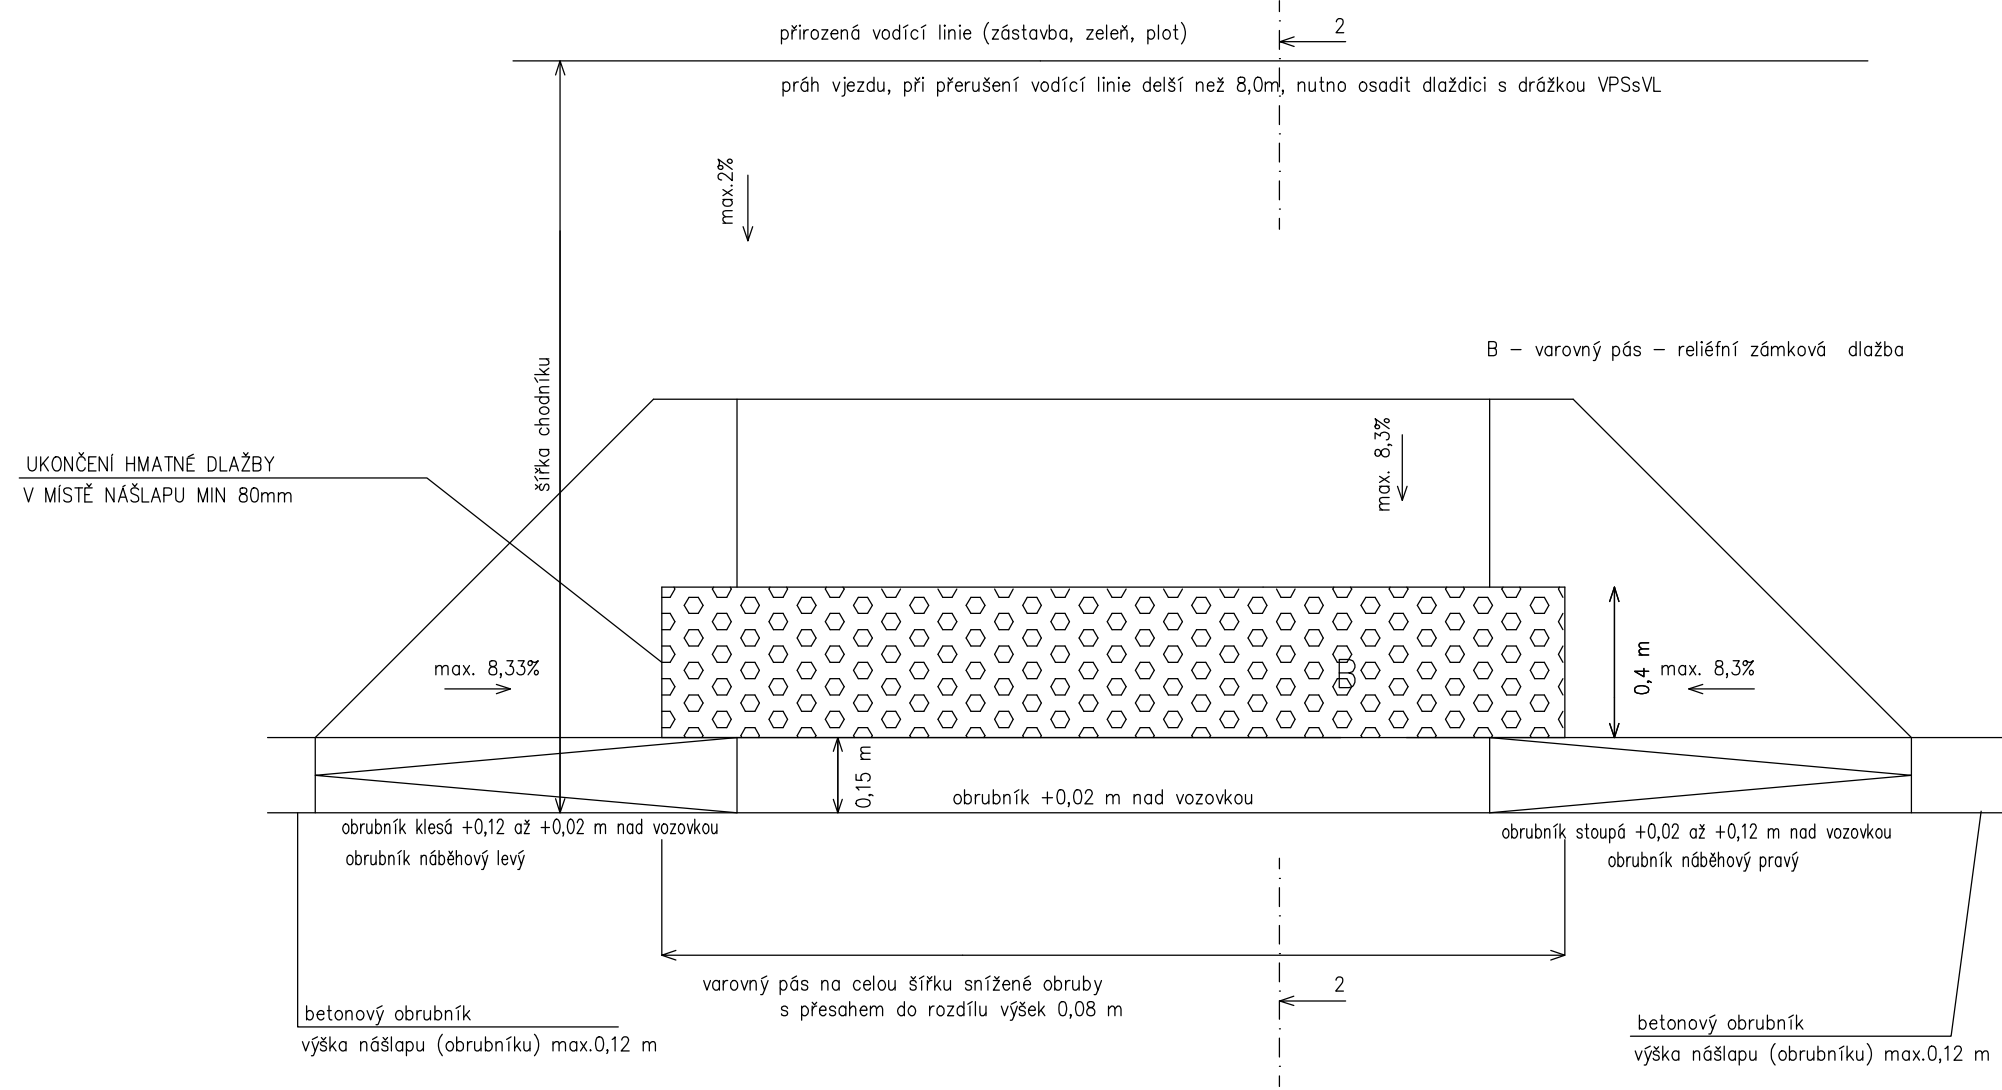 přirozená vodící linie (zástavba, zeleň, plot)
2
práh vjezdu, při přerušení vodící linie delší než 8,0m, nutno osadit dlaždici s drážkou VPSsVL
max.2%
B – varovný pás – reliéfní zámková dlažba
šířka chodníku
max. 8,3%
UKONČENÍ HMATNÉ DLAŽBY
V MÍSTĚ NÁŠLAPU MIN 80mm
max. 8,33%
B
0,4 m
max. 8,3%
0,15 m
obrubník +0,02 m nad vozovkou
obrubník klesá +0,12 až +0,02 m nad vozovkou
obrubník náběhový levý
obrubník stoupá +0,02 až +0,12 m nad vozovkou
obrubník náběhový pravý
varovný pás na celou šířku snížené obruby
s přesahem do rozdílu výšek 0,08 m
2
betonový obrubník
výška nášlapu (obrubníku) max.0,12 m
betonový obrubník
výška nášlapu (obrubníku) max.0,12 m